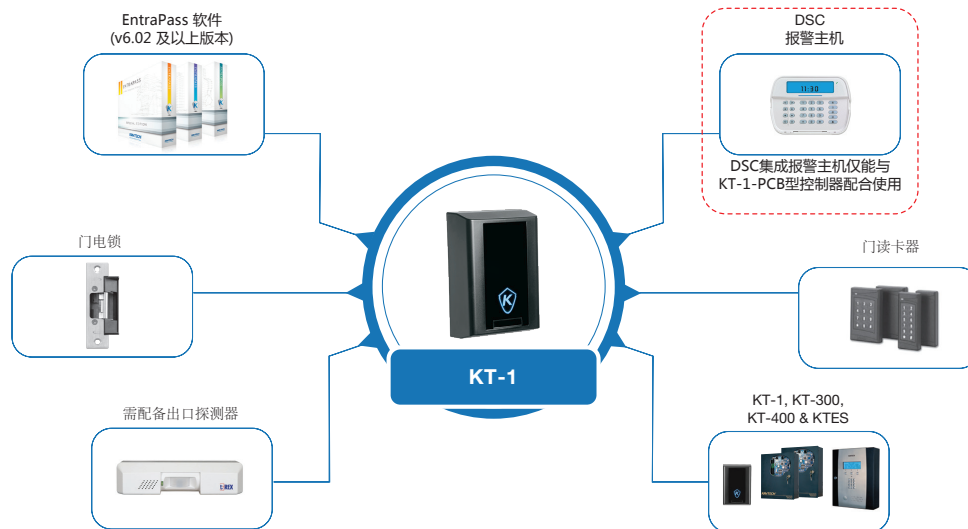 EntraPass 软件
(v6.02 及以上版本)
DSC
报警主机
11:30
DSC集成报警主机仅能与
KT-1-PCB型控制器配合使用
门电锁
门读卡器
K
KT-1
需配备出口探测器
REX
KT-1, KT-300,
KT-400 & KTES